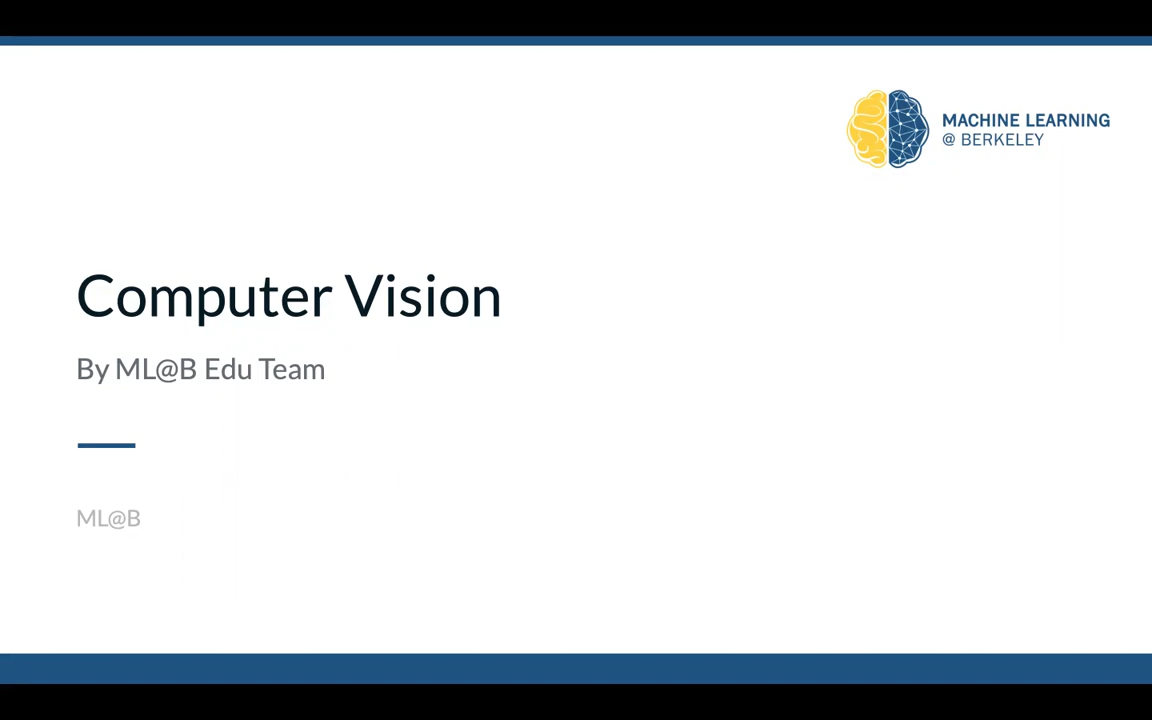 MACHINE LEARNING
@ BERKELEY
Computer Vision
By ML@B Edu Team
ML@B